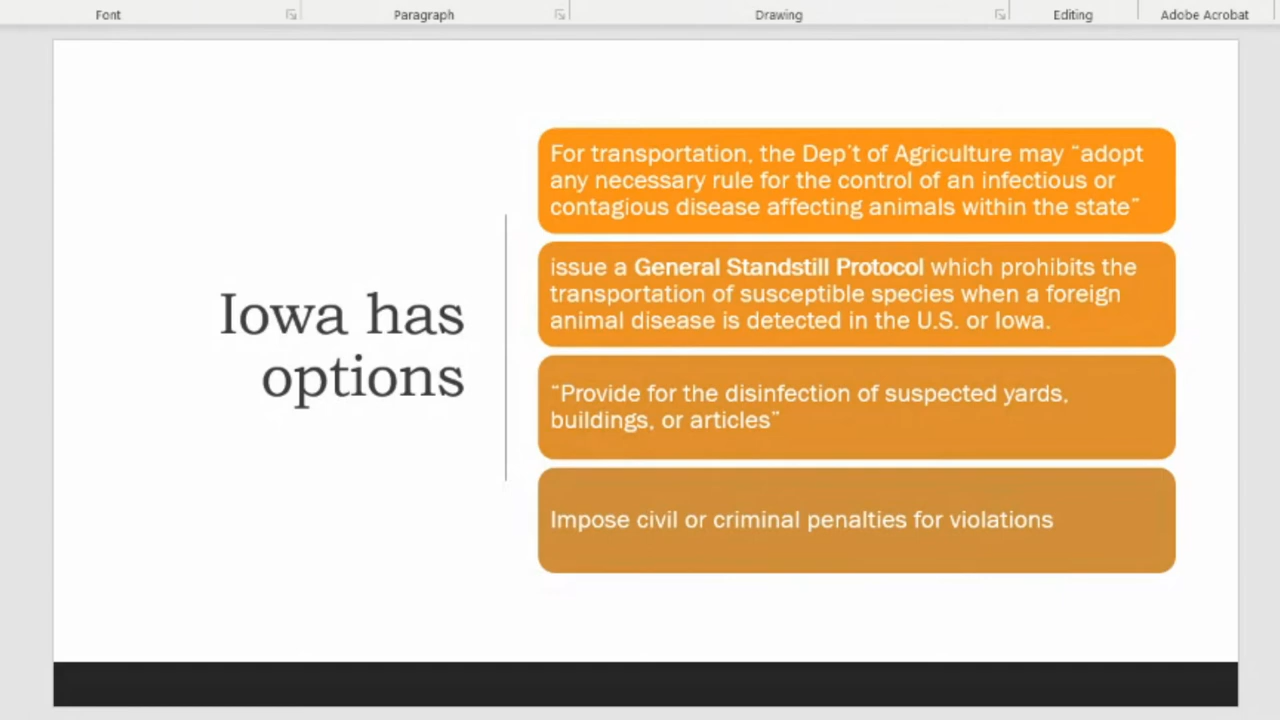 Font Paragraph Drawing Editing Adobe Acrobat
Iowa has
options
For transportation, the Dep't of Agriculture may “adopt
any necessary rule for the control of an infectious or
contagious disease affecting animals within the state”
issue a General Standstill Protocol which prohibits the
transportation of susceptible species when a foreign
animal disease is detected in the U.S. or Iowa.
“Provide for the disinfection of suspected yards,
buildings, or articles”
Impose civil or criminal penalties for violations